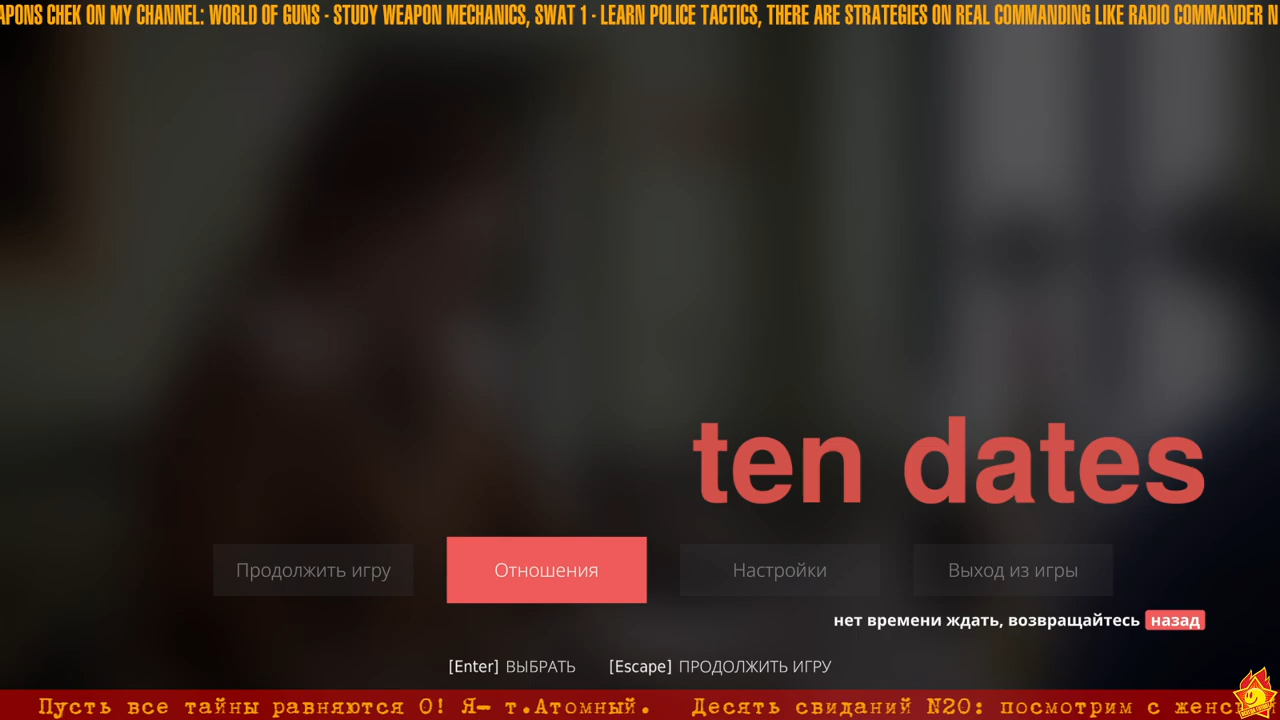 APONS CHEK ON MY CHANNEL: WORLD OF GUNS - STUDY WEAPON MECHANICS, SWAT 1 - LEARN POLICE TACTICS, THERE ARE STRATEGIES ON REAL COMMANDING LIKE RADIO COMMANDER N
ten dates
Продолжить игру Отношения Настройки Выход из игры
нет времени ждать, возвращайтесь назад
[Enter] ВЫБРАТЬ [Escape] ПРОДОЛЖИТЬ ИГРУ
Пусть все тайны равняются 0! Я- т.Атомный. Десять свиданий N20: посмотрим с женс